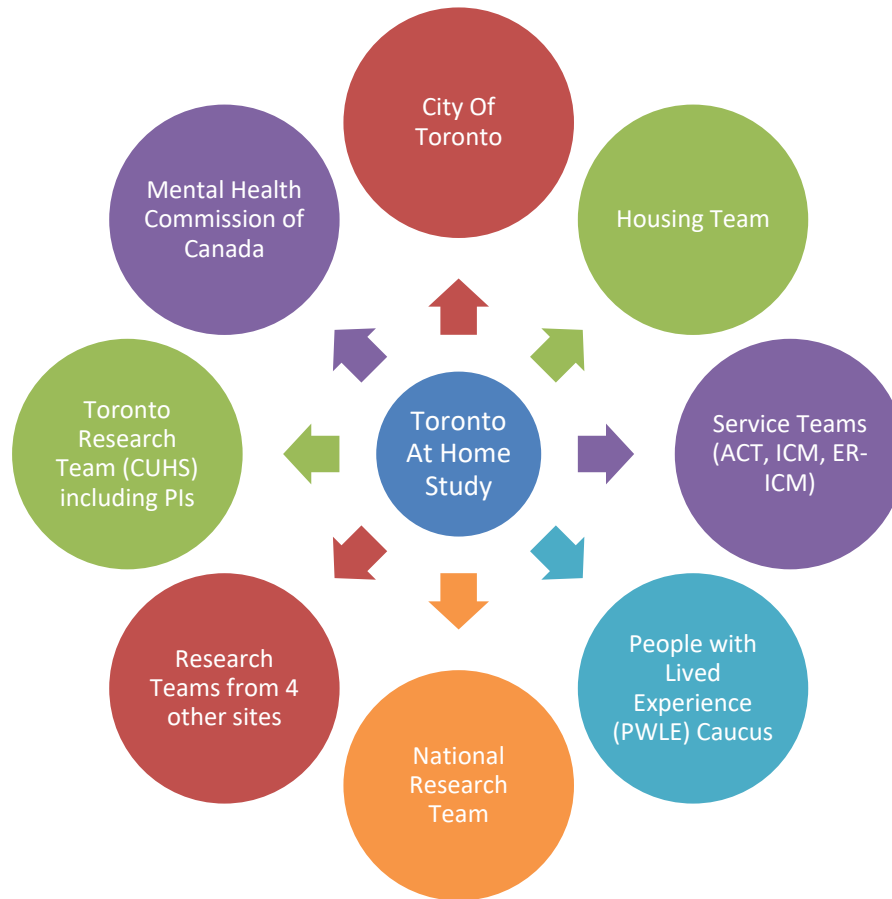 City Of
Toronto
Housing Team
Service Teams
(ACT, ICM, ER-
ICM)
People with
Lived
Experience
(PWLE) Caucus
National
Research
Team
Research
Teams from 4
other sites
Toronto
Research
Team (CUHS)
including PIs
Mental Health
Commission of
Canada
Toronto
At Home
Study